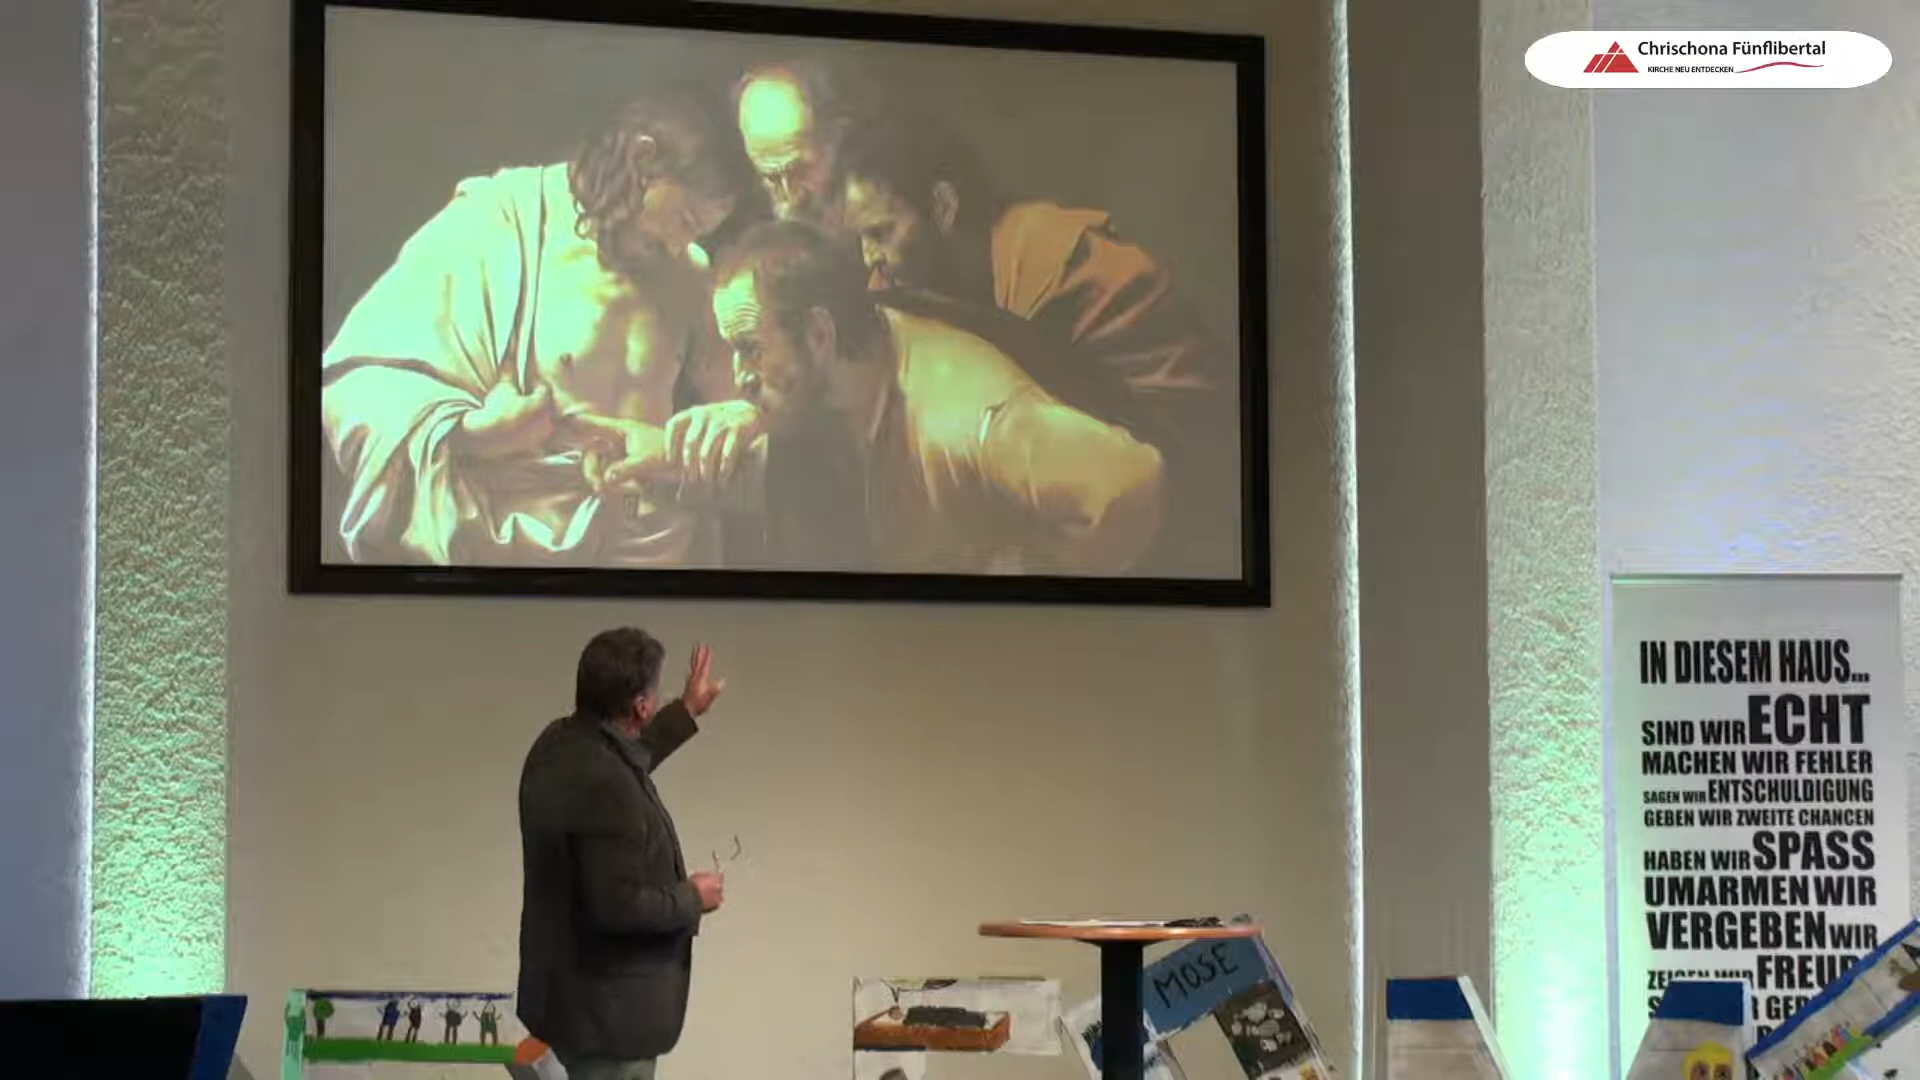 Chrischona Fünflibertal
KIRCHE NEU ENTDECKEN
IN DIESEM HAUS...
SIND WIR ECHT
MACHEN WIR FEHLER
SAGEN WIR ENTSCHULDIGUNG
GEBEN WIR ZWEITE CHANCEN
HABEN WIR SPASS
UMARMEN WIR
VERGEBEN WIR
MOSE